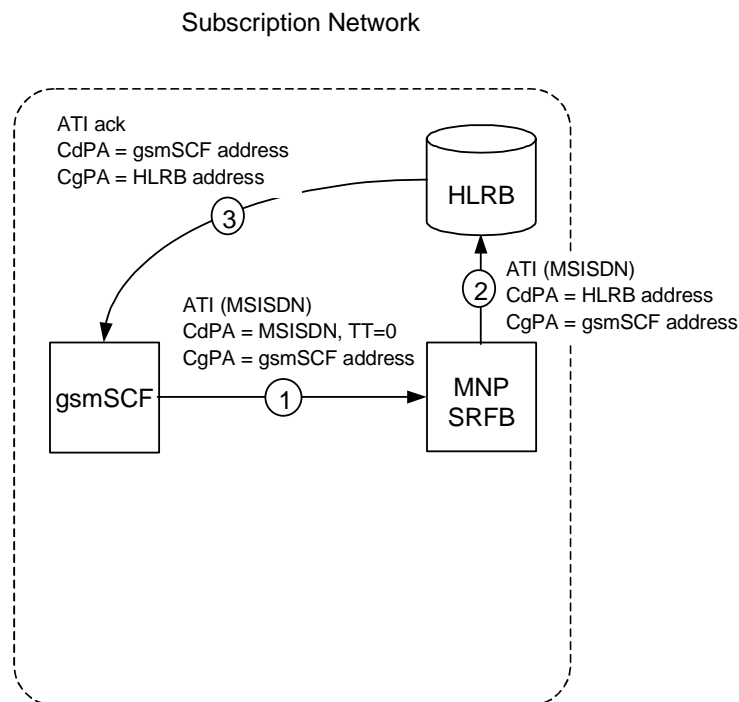 Subscription Network
ATI ack
CdPA = gsmSCF address
CgPA = HLRB address
HLRB
3
ATI (MSISDN)
CdPA = HLRB address
CgPA = gsmSCF address
2
ATI (MSISDN)
CdPA = MSISDN, TT=0
CgPA = gsmSCF address
gsmSCF
1
MNP
SRFB